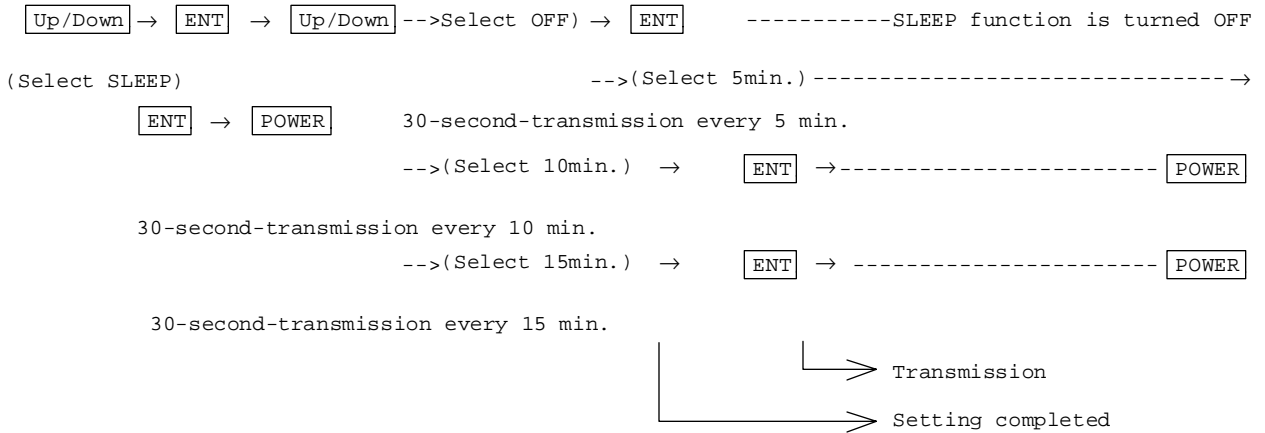 Up/Down → ENT → Up/Down -->Select OFF) → ENT -----------SLEEP function is turned OFF
(Select SLEEP) -->(Select 5min.) ------------------------------- →
ENT → POWER 30-second-transmission every 5 min.
-->(Select 10min.) → ENT →------------------------ POWER
30-second-transmission every 10 min.
-->(Select 15min.) → ENT → ----------------------- POWER
30-second-transmission every 15 min.
Transmission
Setting completed